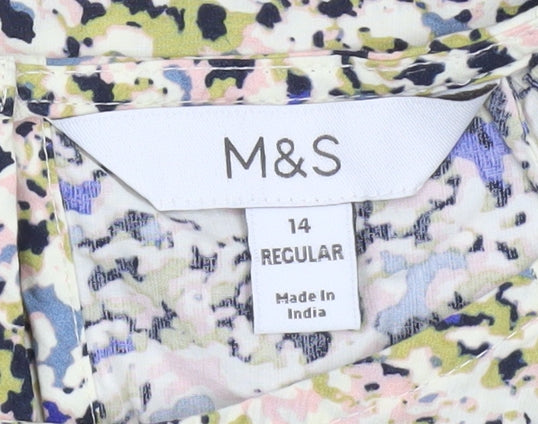 M&S
14
REGULAR
Made In
India